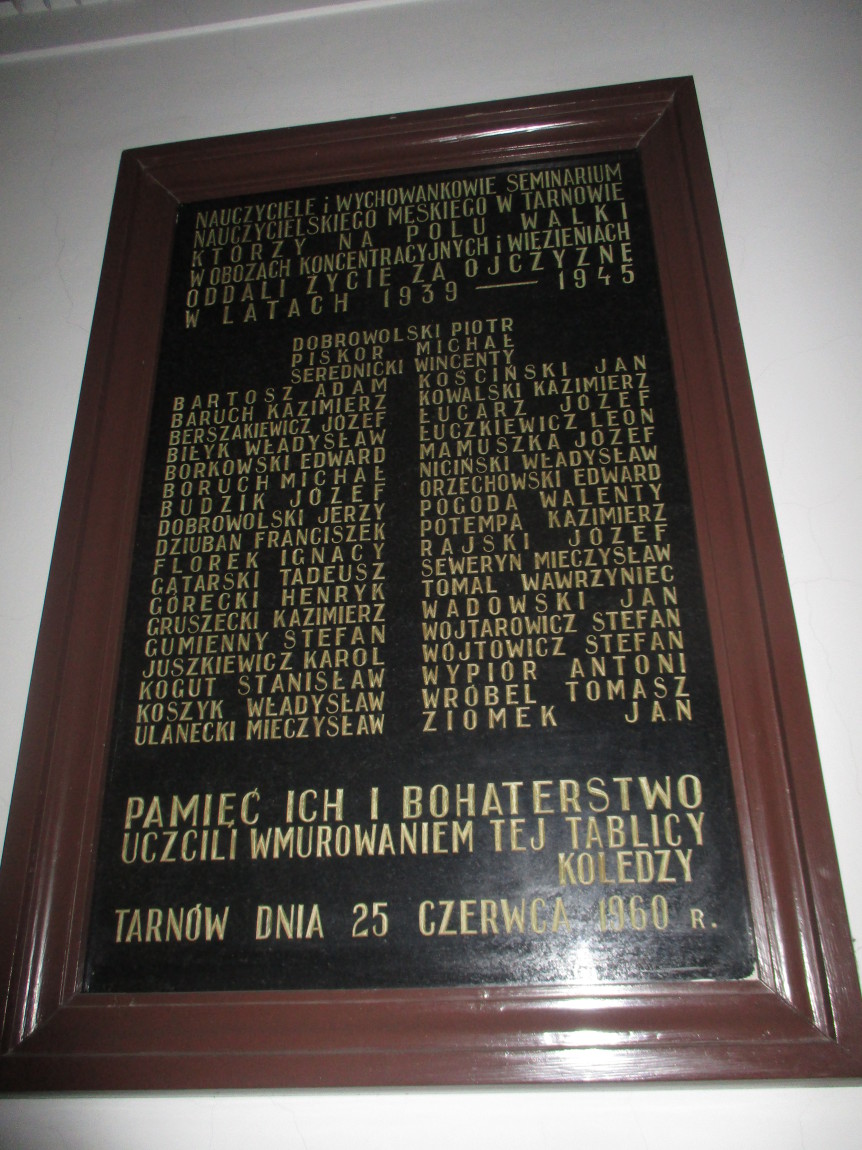 NAUCZYCIELE i WYCHOWANKOWIE SEMINARIUM
NAUCZYCIELSKIEGO MĘSKIEGO W TARNOWIE
KTÓRZY NA POLU WALKI
W OBOZACH KONCENTRACYJNYCH i WIĘZIENIACH
ODDALI ŻYCIE ZA OJCZYZNĘ
W LATACH 1939 — 1945
DOBROWOLSKI PIOTR
PISKOR MICHAŁ
SEREDNICKI WINCENTY
BARTOSZ ADAM
BARUCH KAZIMIERZ
BERSZAKIEWICZ JÓZEF
BIŁYK WŁADYSŁAW
BORKOWSKI EDWARD
BORUCH MICHAŁ
BUDZIK JÓZEF
DOBROWOLSKI JERZY
DZIUBAN FRANCISZEK
FLOREK IGNACY
GATARSKI TADEUSZ
GÓRECKI HENRYK
GRUSZECKI KAZIMIERZ
GUMIENNY STEFAN
JUSZKIEWICZ KAROL
KOGUT STANISŁAW
KOSZYK WŁADYSŁAW
ULANECKI MIECZYSŁAW
KOŚCIŃSKI JAN
KOWALSKI KAZIMIERZ
ŁUCARZ JÓZEF
ŁUCZKIEWICZ LEON
MAMUSZKA JÓZEF
NICIŃSKI WŁADYSŁAW
ORZECHOWSKI EDWARD
POGODA WALENTY
POTEMPA KAZIMIERZ
RAJSKI JÓZEF
SEWERYN MIECZYSŁAW
TOMAL WAWRZYNIEC
WADOWSKI JAN
WOJTAROWICZ STEFAN
WÓJTOWICZ STEFAN
WYPIÓR ANTONI
WRÓBEL TOMASZ
ZIOMEK JAN
PAMIĘĆ ICH I BOHATERSTWO
UCZCILI WMUROWANIEM TEJ TABLICY
KOLEDZY
TARNÓW DNIA 25 CZERWCA 1960 R.